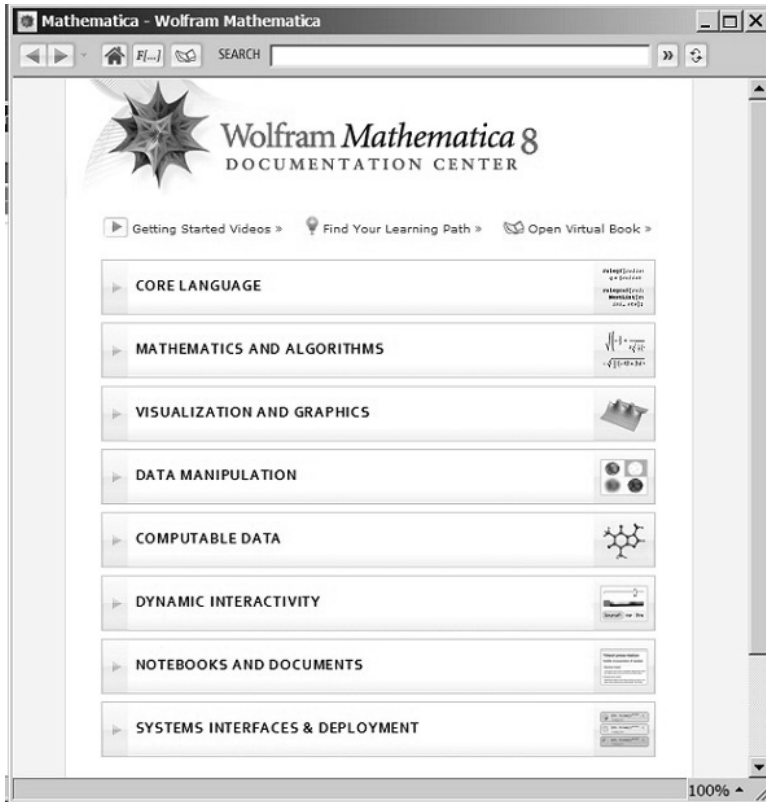 Mathematica - Wolfram Mathematica
F[...] SEARCH »
Wolfram Mathematica 8
DOCUMENTATION CENTER
Getting Started Videos » Find Your Learning Path » Open Virtual Book »
CORE LANGUAGE
MATHEMATICS AND ALGORITHMS
VISUALIZATION AND GRAPHICS
DATA MANIPULATION
COMPUTABLE DATA
DYNAMIC INTERACTIVITY
NOTEBOOKS AND DOCUMENTS
SYSTEMS INTERFACES & DEPLOYMENT
100%